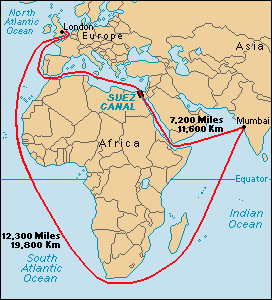 North
Atlantic
Ocean
London
Europe
Asia
SUEZ
CANAL
7,200 Miles
11,600 Km
Mumbai
Africa
Equator
Indian
Ocean
12,300 Miles
19,800 Km
South
Atlantic
Ocean